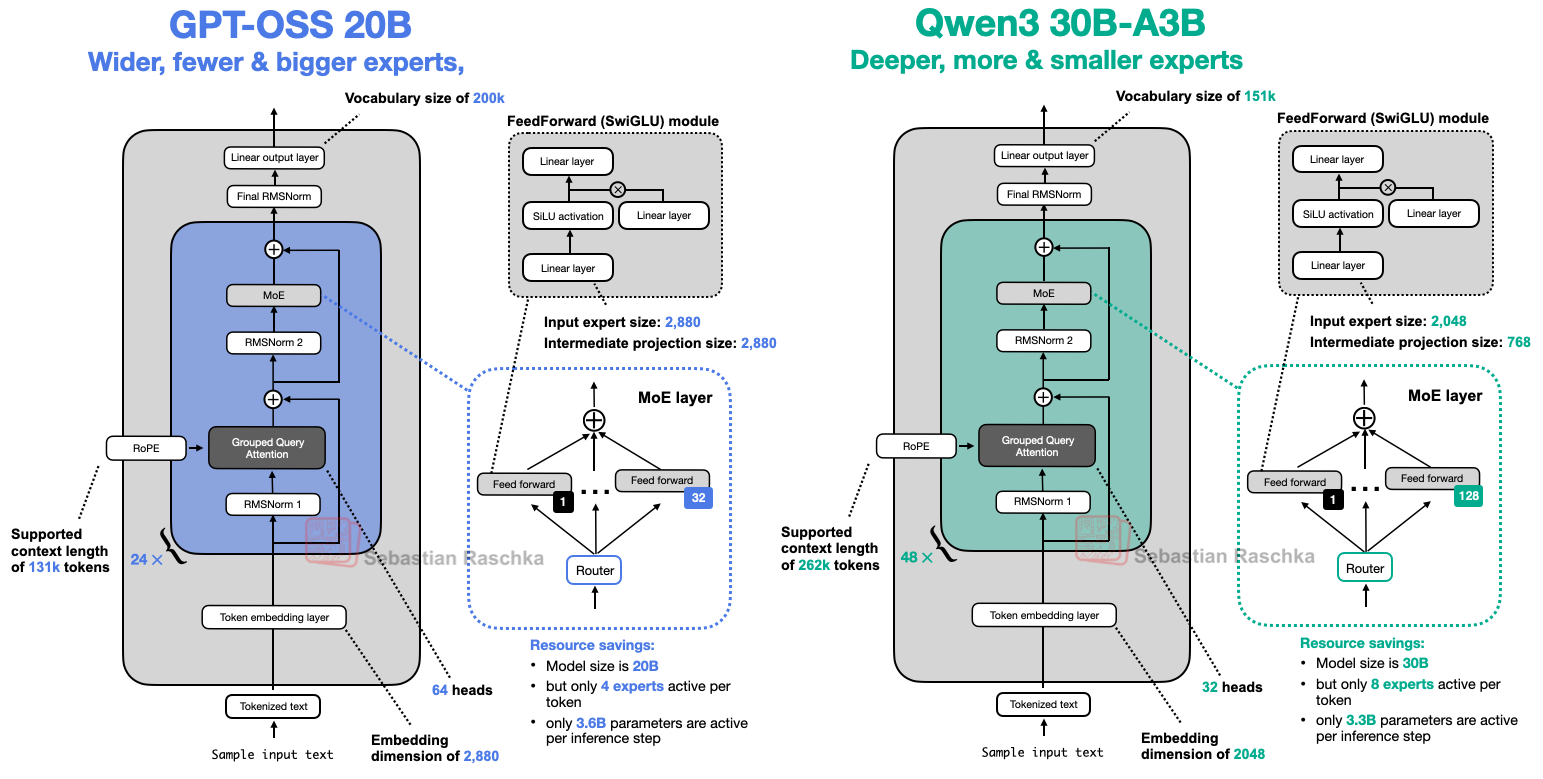 GPT-OSS 20B
Wider, fewer & bigger experts,
Vocabulary size of 200k
FeedForward (SwiGLU) module
Linear output layer
Linear layer
Final RMSNorm
SiLU activation
Linear layer
Linear layer
MoE
Input expert size: 2,880
RMSNorm 2
Intermediate projection size: 2,880
MoE layer
RoPE
Grouped Query
Attention
Feed forward
1
...
Feed forward
32
RMSNorm 1
Supported
context length
of 131k tokens
24 ×
Sebastian Raschka
Router
Token embedding layer
Resource savings:
• Model size is 20B
• but only 4 experts active per
token
• only 3.6B parameters are active
per inference step
64 heads
Tokenized text
Embedding
dimension of 2,880
Sample input text
Qwen3 30B-A3B
Deeper, more & smaller experts
Vocabulary size of 151k
FeedForward (SwiGLU) module
Linear output layer
Linear layer
Final RMSNorm
SiLU activation
Linear layer
Linear layer
MoE
Input expert size: 2,048
RMSNorm 2
Intermediate projection size: 768
MoE layer
RoPE
Grouped Query
Attention
Feed forward
1
...
Feed forward
128
RMSNorm 1
Supported
context length
of 262k tokens
48 ×
Sebastian Raschka
Router
Token embedding layer
Resource savings:
• Model size is 30B
• but only 8 experts active per
token
• only 3.3B parameters are active
per inference step
32 heads
Tokenized text
Embedding
dimension of 2048
Sample input text